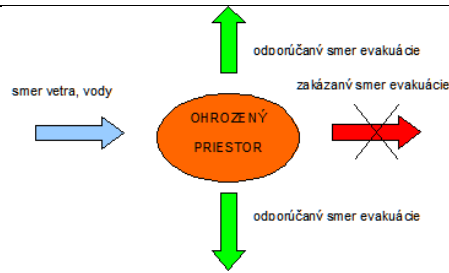 odporúčaný smer evakuácie
smer vetra, vody
zakázaný smer evakuácie
OHROZENÝ
PRIESTOR
odporúčaný smer evakuácie